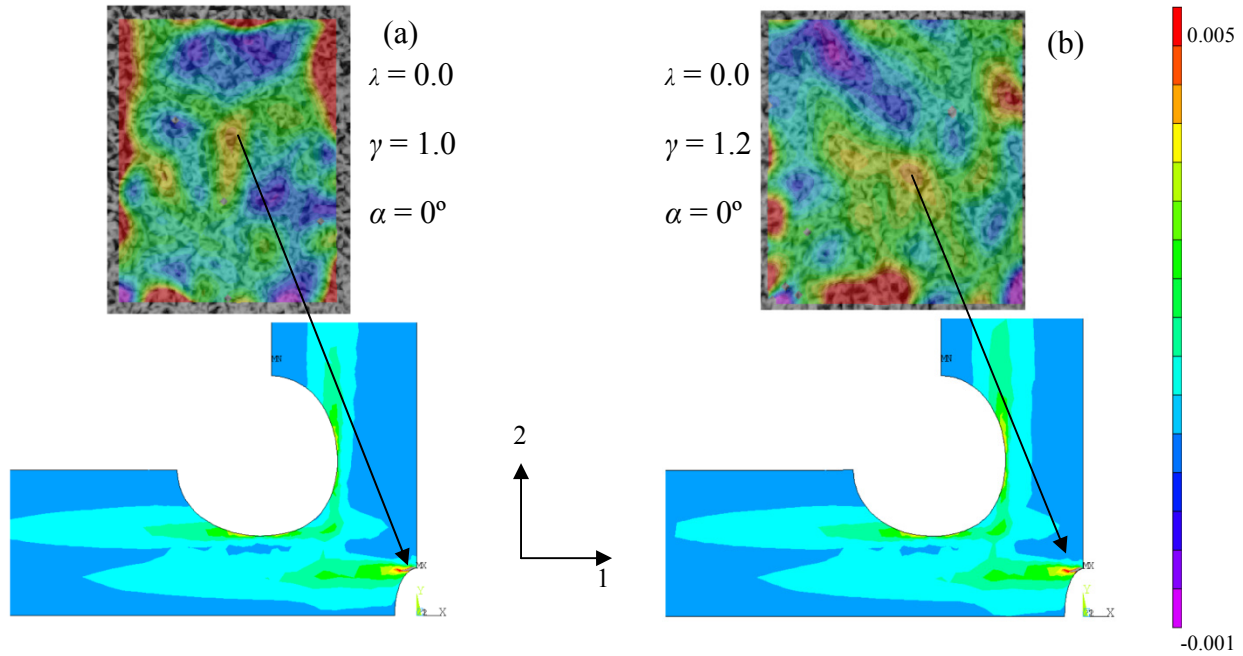 (a)
λ = 0.0
γ = 1.0
α = 0º
(b)
λ = 0.0
γ = 1.2
α = 0º
0.005
-0.001
MN
MX
Y
X
2
1
MN
MX
Y
X